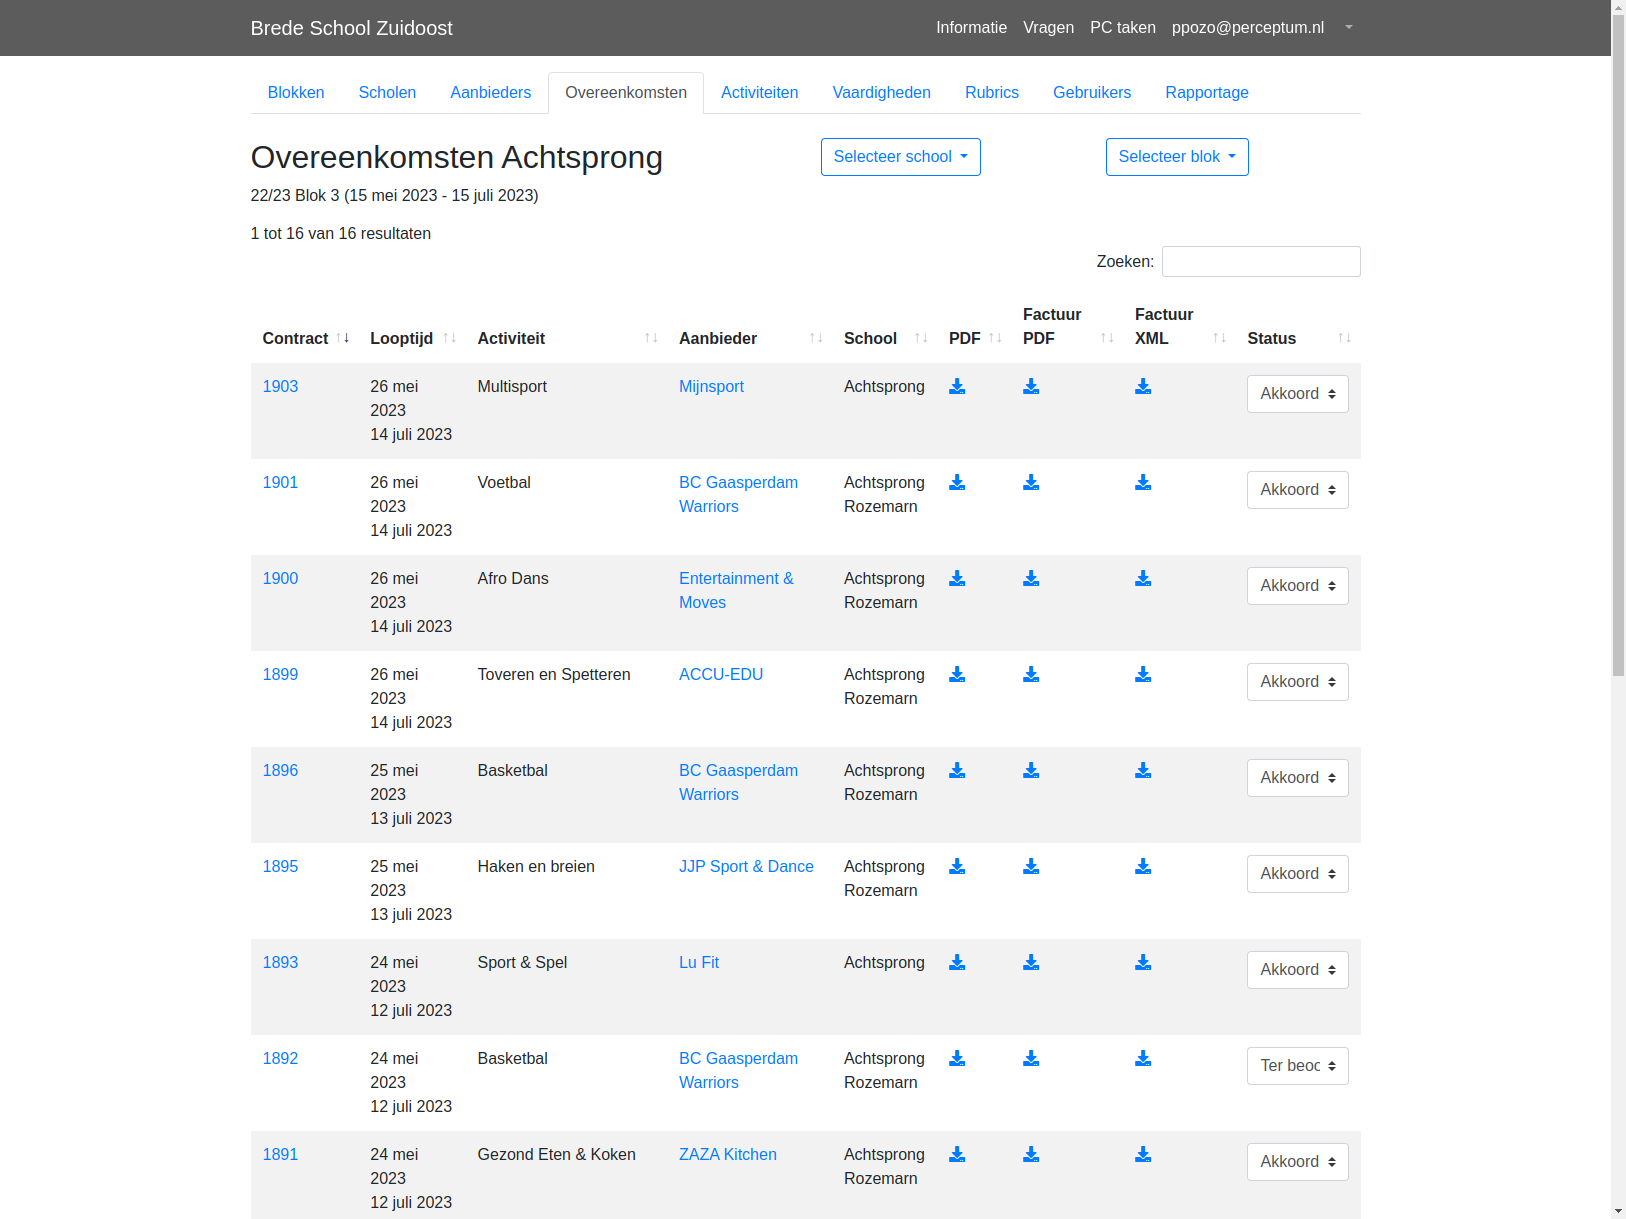 Brede School Zuidoost Informatie Vragen PC taken ppozo@perceptum.nl
Blokken Scholen Aanbieders Overeenkomsten Activiteiten Vaardigheden Rubrics Gebruikers Rapportage
Overeenkomsten Achtsprong Selecteer school Selecteer blok
22/23 Blok 3 (15 mei 2023 - 15 juli 2023)
1 tot 16 van 16 resultaten
Zoeken:
Contract Looptijd Activiteit Aanbieder School PDF Factuur PDF Factuur XML Status
1903 26 mei 2023 14 juli 2023 Multisport Mijnsport Achtsprong Akkoord
1901 26 mei 2023 14 juli 2023 Voetbal BC Gaasperdam Warriors Achtsprong Rozemarn Akkoord
1900 26 mei 2023 14 juli 2023 Afro Dans Entertainment & Moves Achtsprong Rozemarn Akkoord
1899 26 mei 2023 14 juli 2023 Toveren en Spetteren ACCU-EDU Achtsprong Rozemarn Akkoord
1896 25 mei 2023 13 juli 2023 Basketbal BC Gaasperdam Warriors Achtsprong Rozemarn Akkoord
1895 25 mei 2023 13 juli 2023 Haken en breien JJP Sport & Dance Achtsprong Rozemarn Akkoord
1893 24 mei 2023 12 juli 2023 Sport & Spel Lu Fit Achtsprong Akkoord
1892 24 mei 2023 12 juli 2023 Basketbal BC Gaasperdam Warriors Achtsprong Rozemarn Ter beoo
1891 24 mei 2023 12 juli 2023 Gezond Eten & Koken ZAZA Kitchen Achtsprong Rozemarn Akkoord